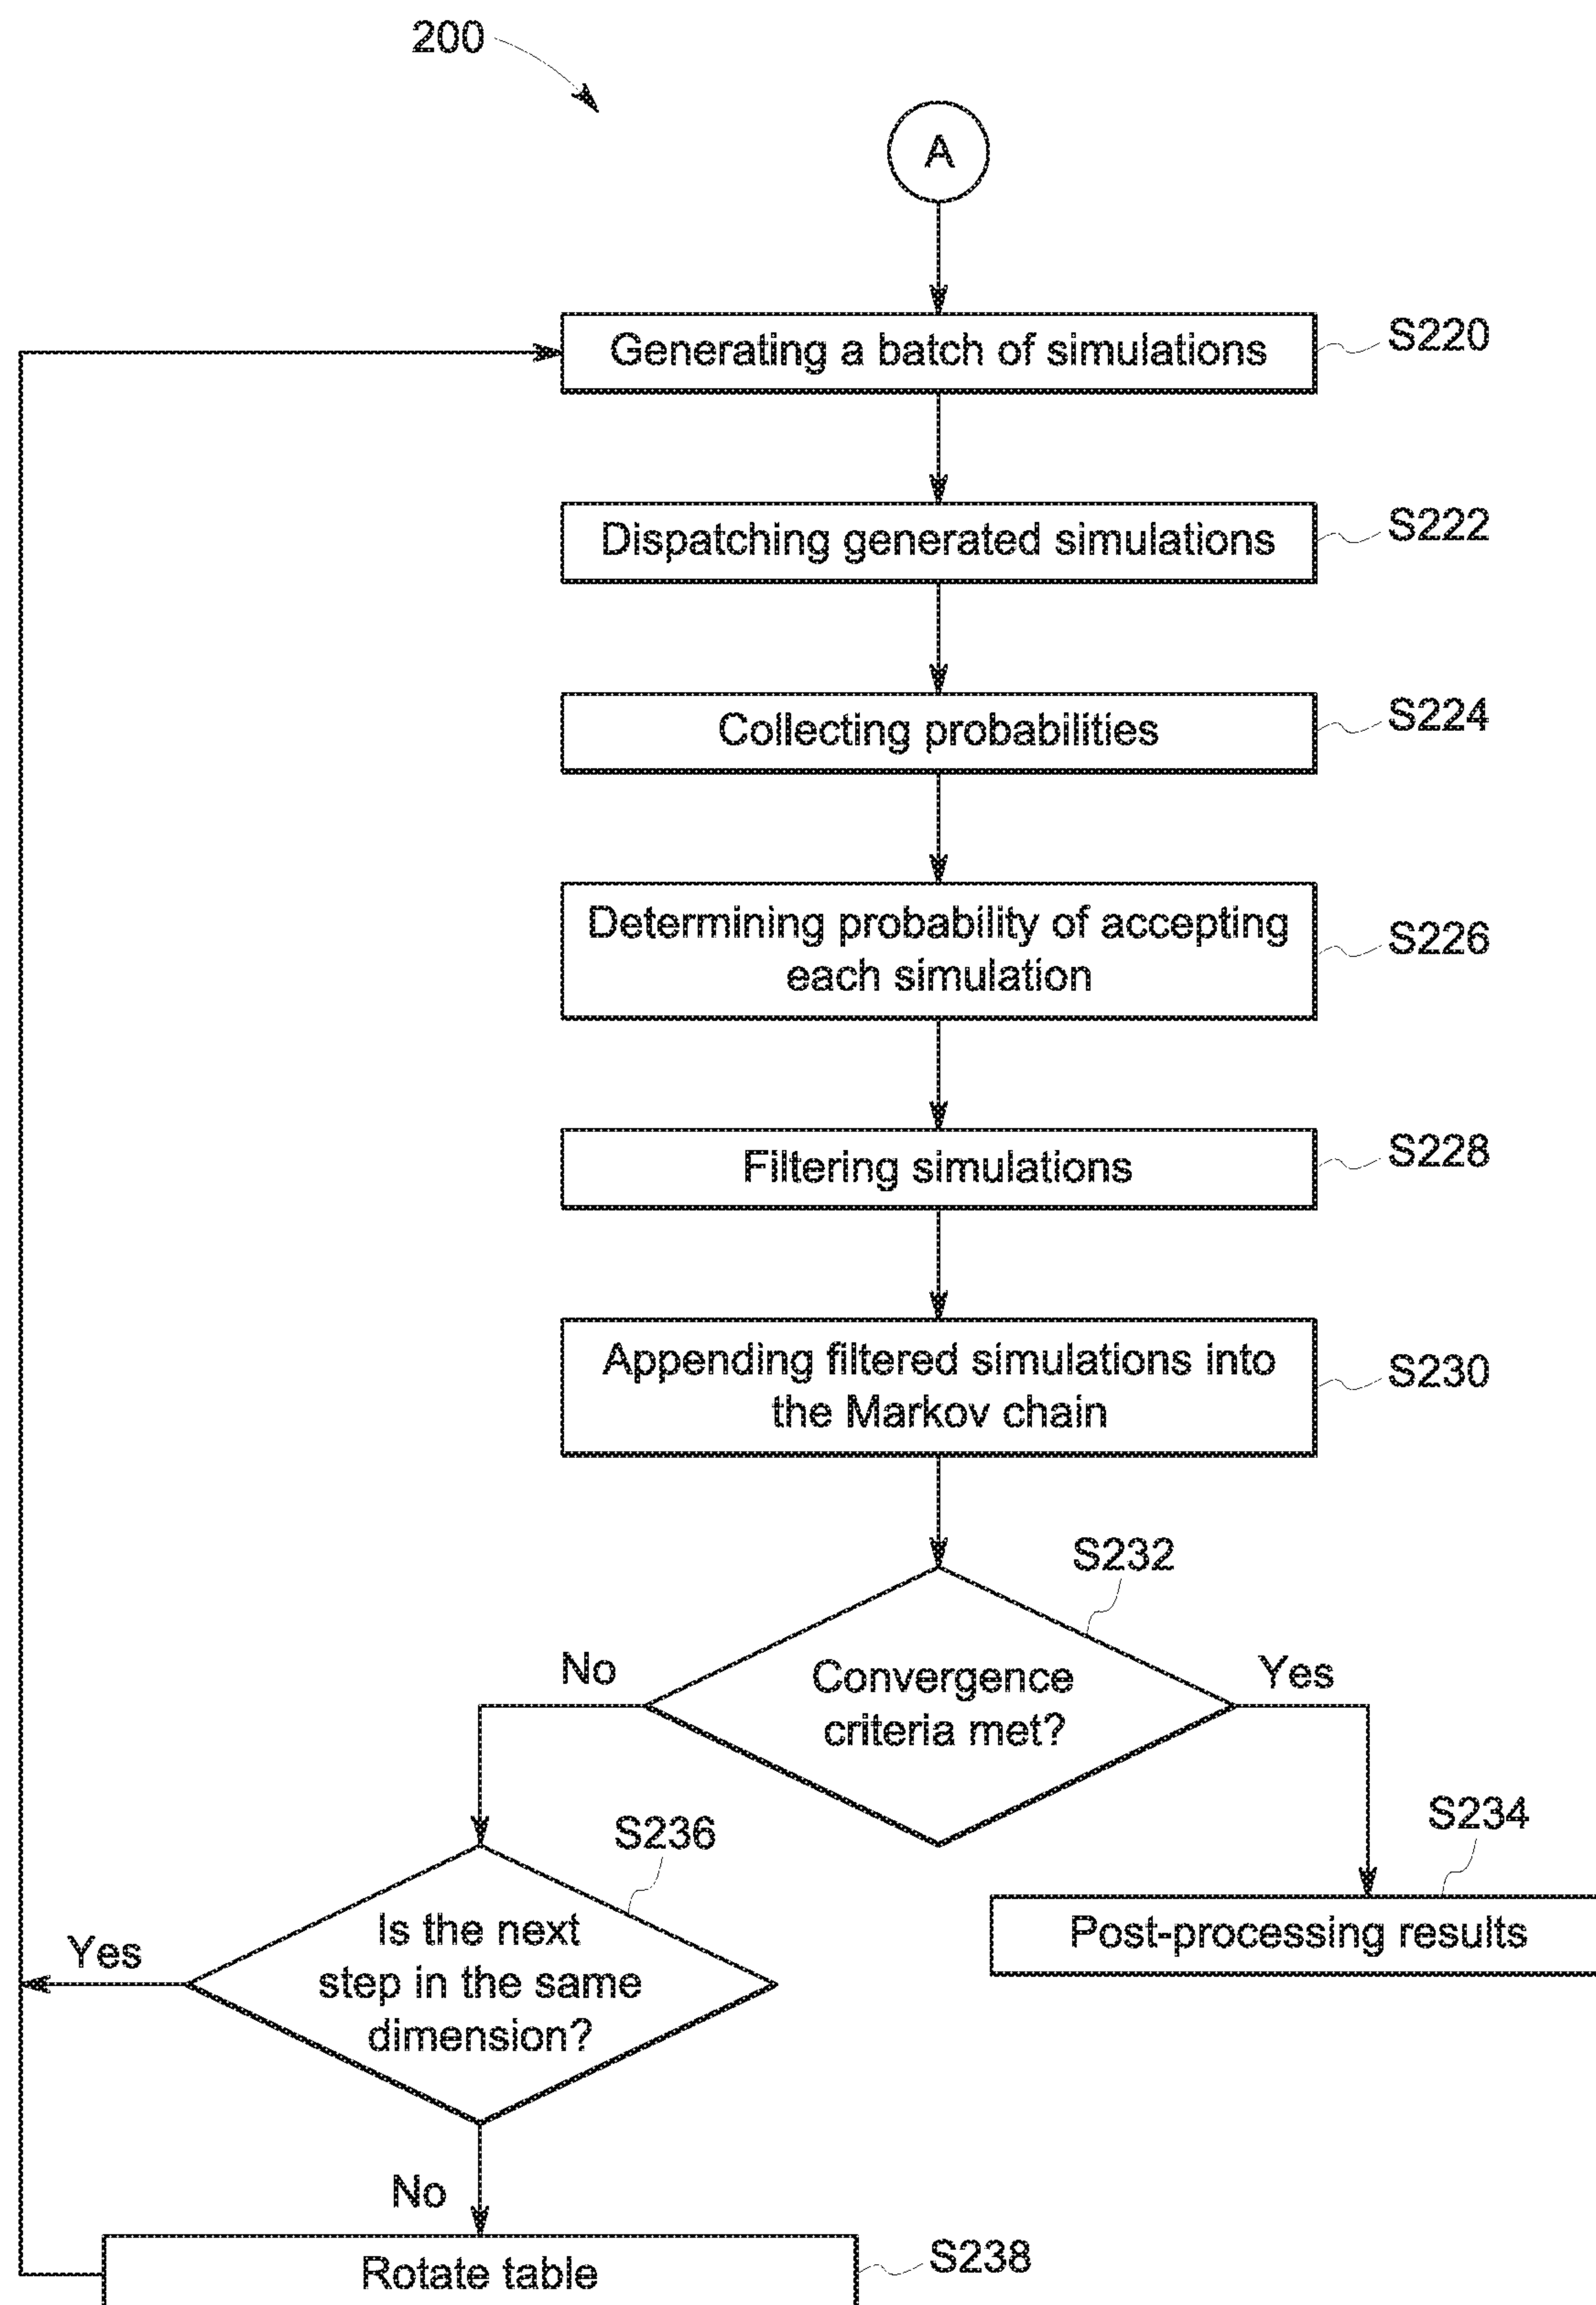 200
A
Generating a batch of simulations
S220
Dispatching generated simulations
S222
Collecting probabilities
S224
Determining probability of accepting
each simulation
S226
Filtering simulations
S228
Appending filtered simulations into
the Markov chain
S230
S232
No
Convergence
criteria met?
Yes
S236
S234
Yes
Is the next
step in the same
dimension?
Post-processing results
No
Rotate table
S238